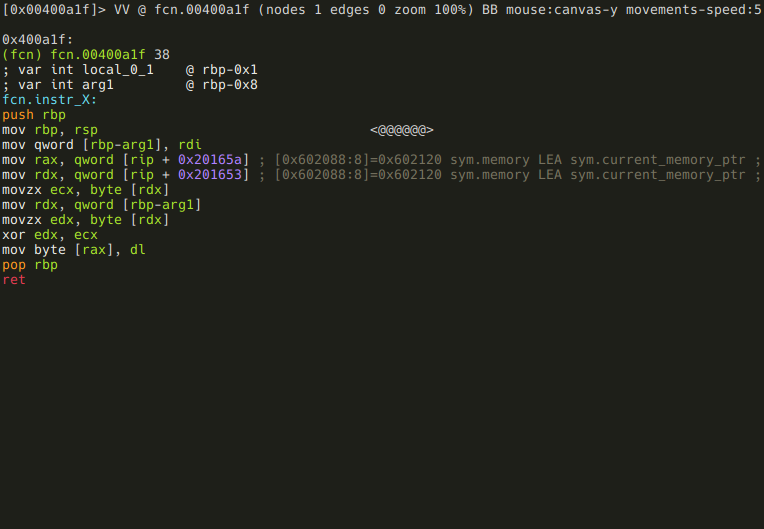 [0x00400a1f]> VV @ fcn.00400a1f (nodes 1 edges 0 zoom 100%) BB mouse:canvas-y movements-speed:5
0x400a1f:
(fcn) fcn.00400a1f 38
; var int local_0_1    @ rbp-0x1
; var int arg1         @ rbp-0x8
fcn.instr_X:
push rbp
mov rbp, rsp                                  <@@@@@@>
mov qword [rbp-arg1], rdi
mov rax, qword [rip + 0x20165a] ; [0x602088:8]=0x602120 sym.memory LEA sym.current_memory_ptr ;
mov rdx, qword [rip + 0x201653] ; [0x602088:8]=0x602120 sym.memory LEA sym.current_memory_ptr ;
movzx ecx, byte [rdx]
mov rdx, qword [rbp-arg1]
movzx edx, byte [rdx]
xor edx, ecx
mov byte [rax], dl
pop rbp
ret